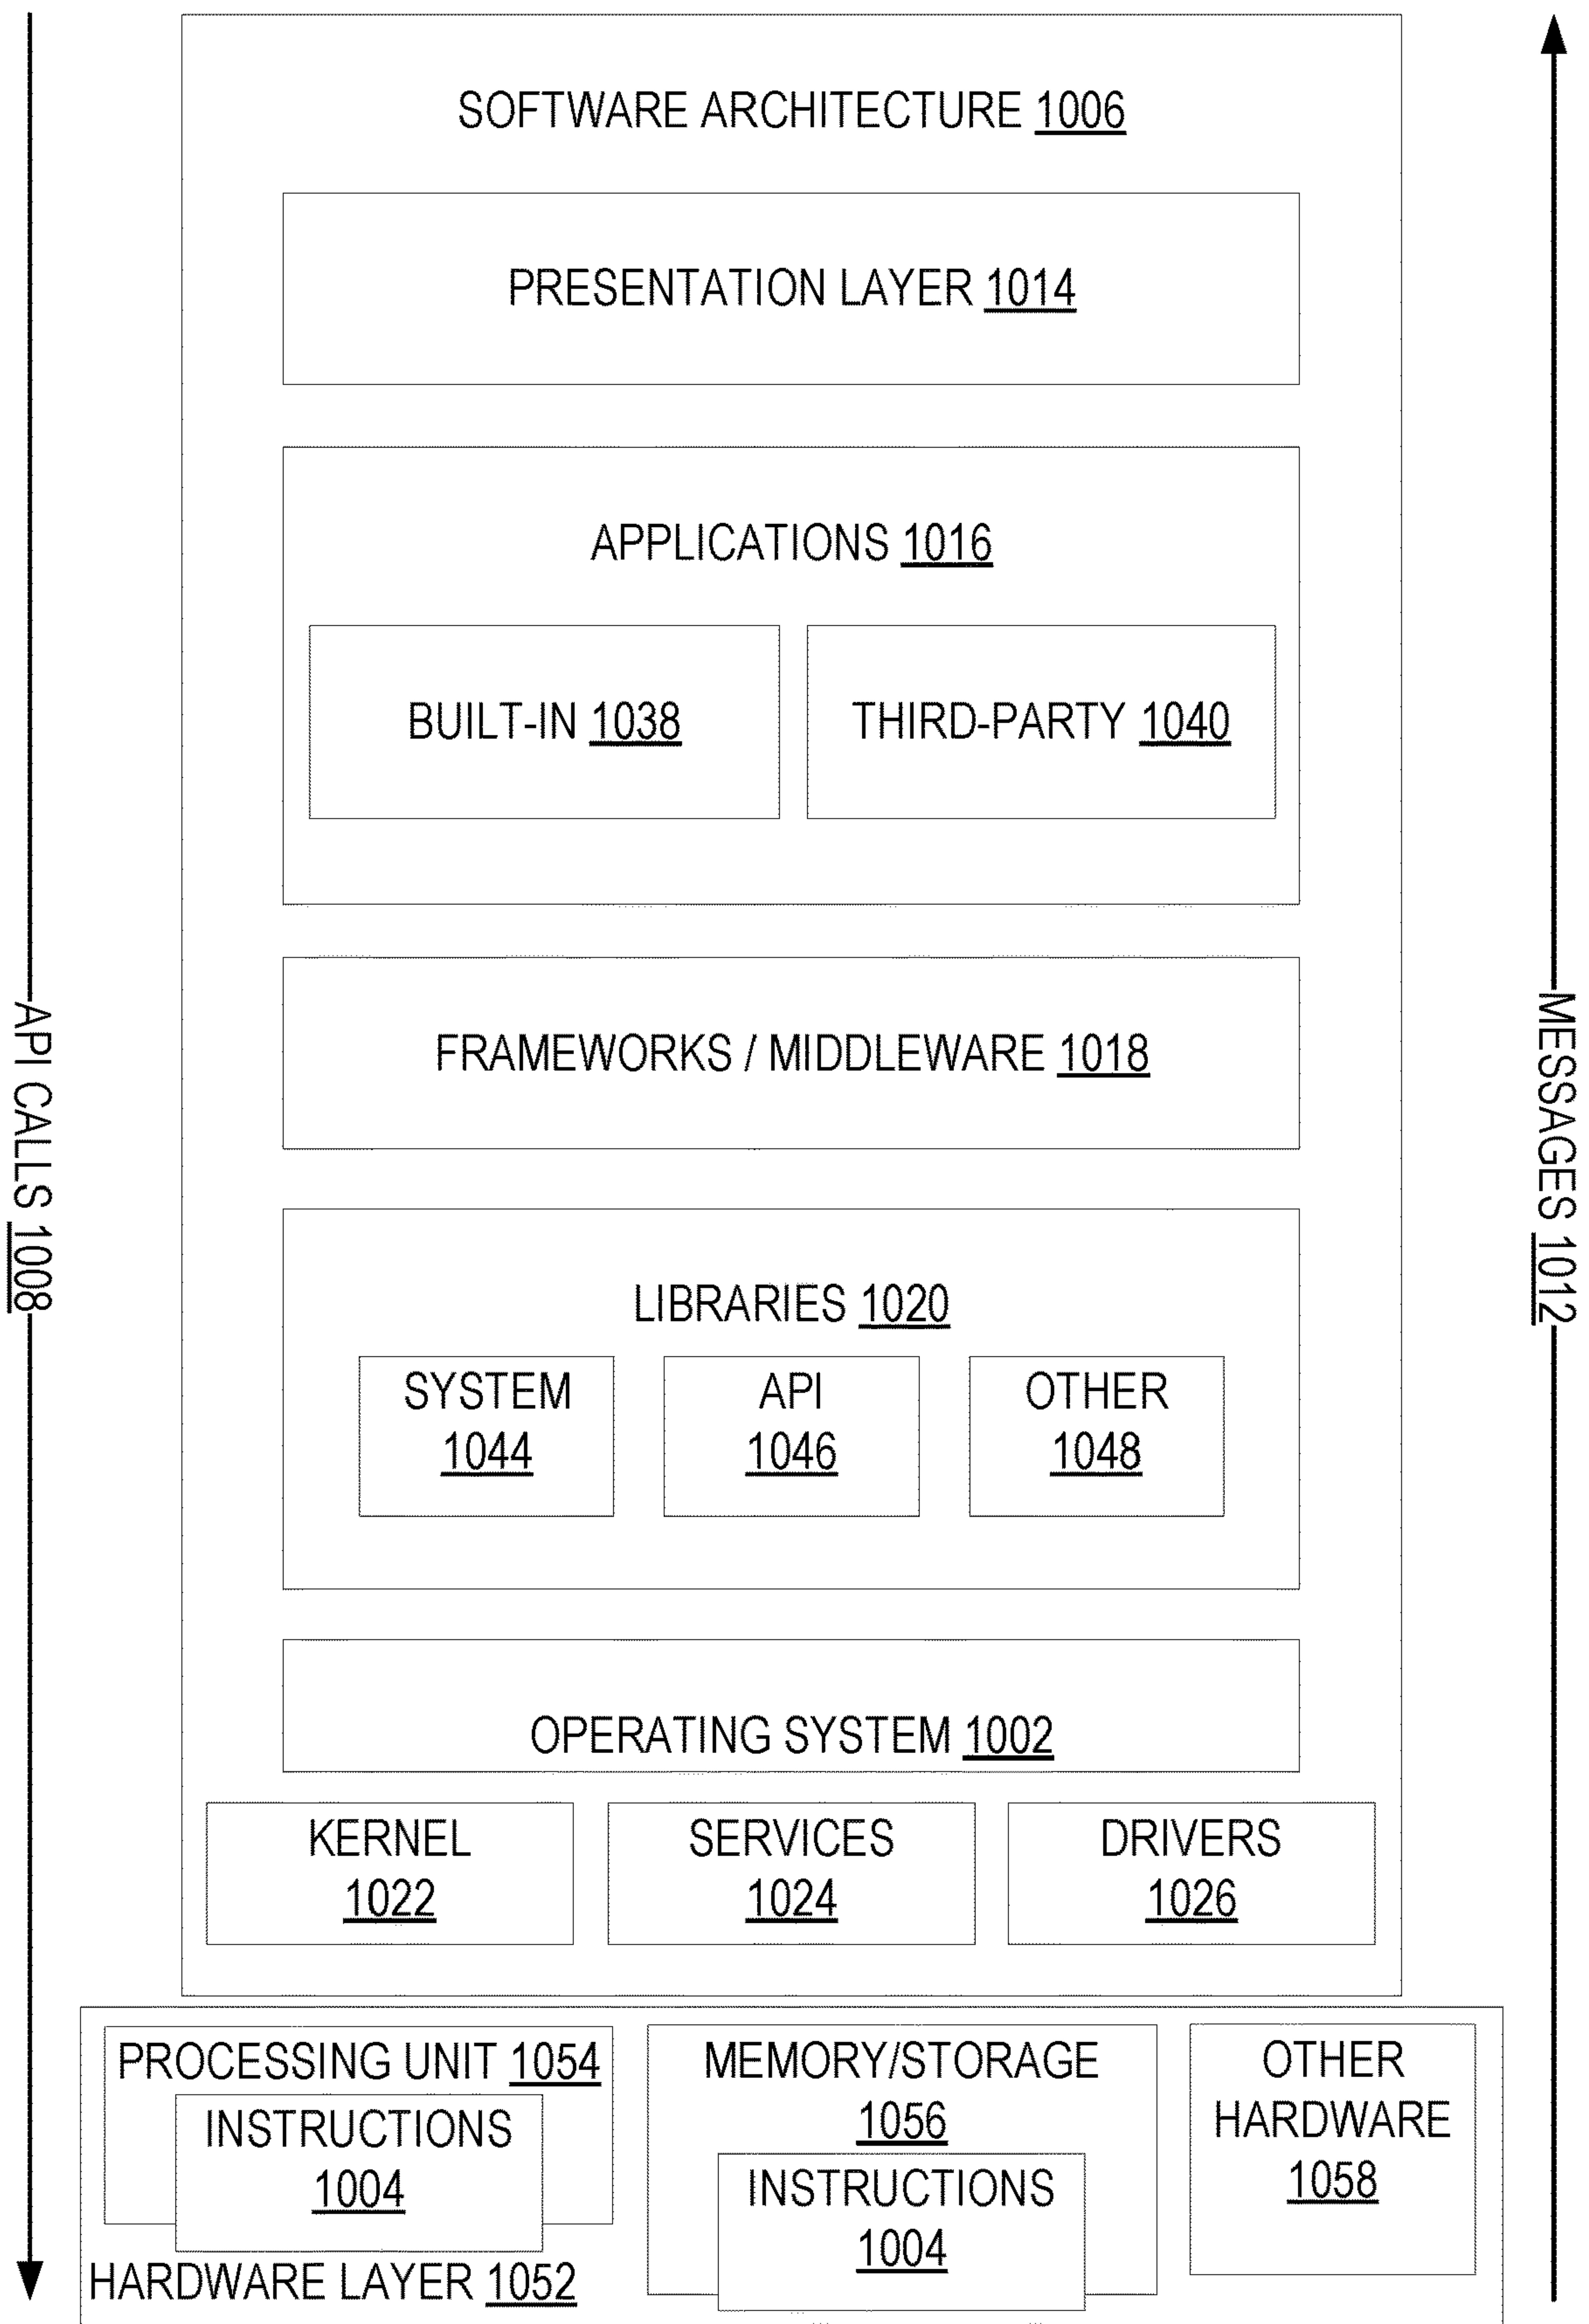 SOFTWARE ARCHITECTURE 1006
PRESENTATION LAYER 1014
APPLICATIONS 1016
BUILT-IN 1038
THIRD-PARTY 1040
FRAMEWORKS / MIDDLEWARE 1018
API CALLS 1008
MESSAGES 1012
LIBRARIES 1020
SYSTEM
1044
API
1046
OTHER
1048
OPERATING SYSTEM 1002
KERNEL
1022
SERVICES
1024
DRIVERS
1026
PROCESSING UNIT 1054
INSTRUCTIONS
1004
MEMORY/STORAGE
1056
INSTRUCTIONS
1004
OTHER
HARDWARE
1058
HARDWARE LAYER 1052